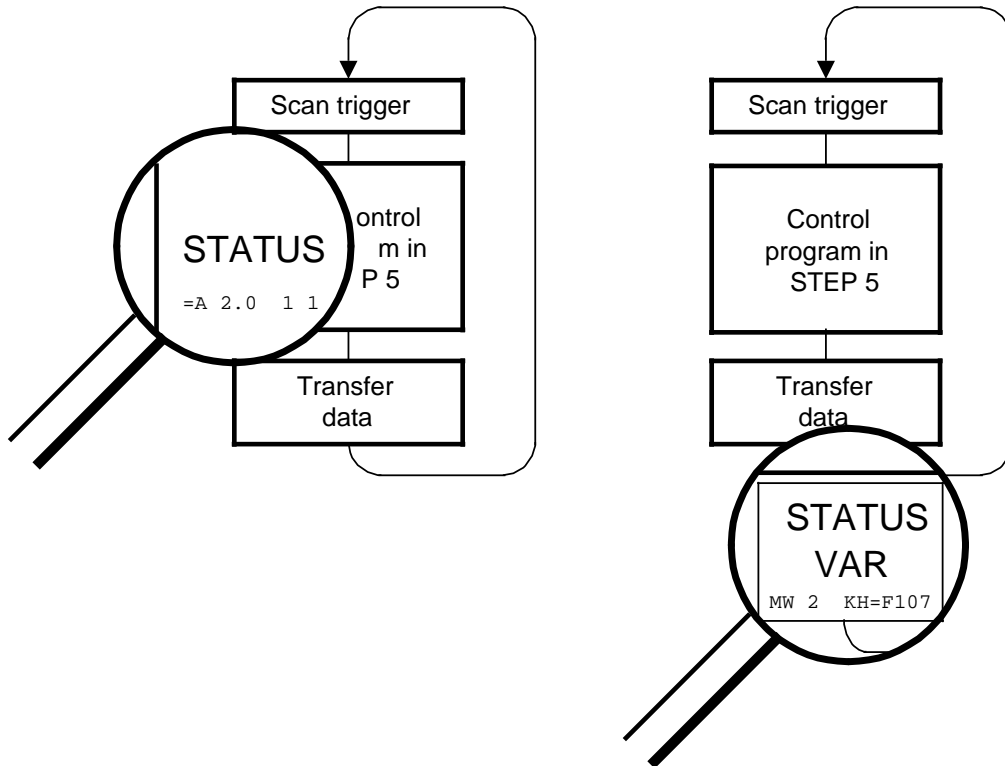 Scan trigger
ontrol
m in
P 5
STATUS
=A 2.0 1 1
Transfer
data
Scan trigger
Control
program in
STEP 5
Transfer
data
STATUS
VAR
MW 2 KH=F107